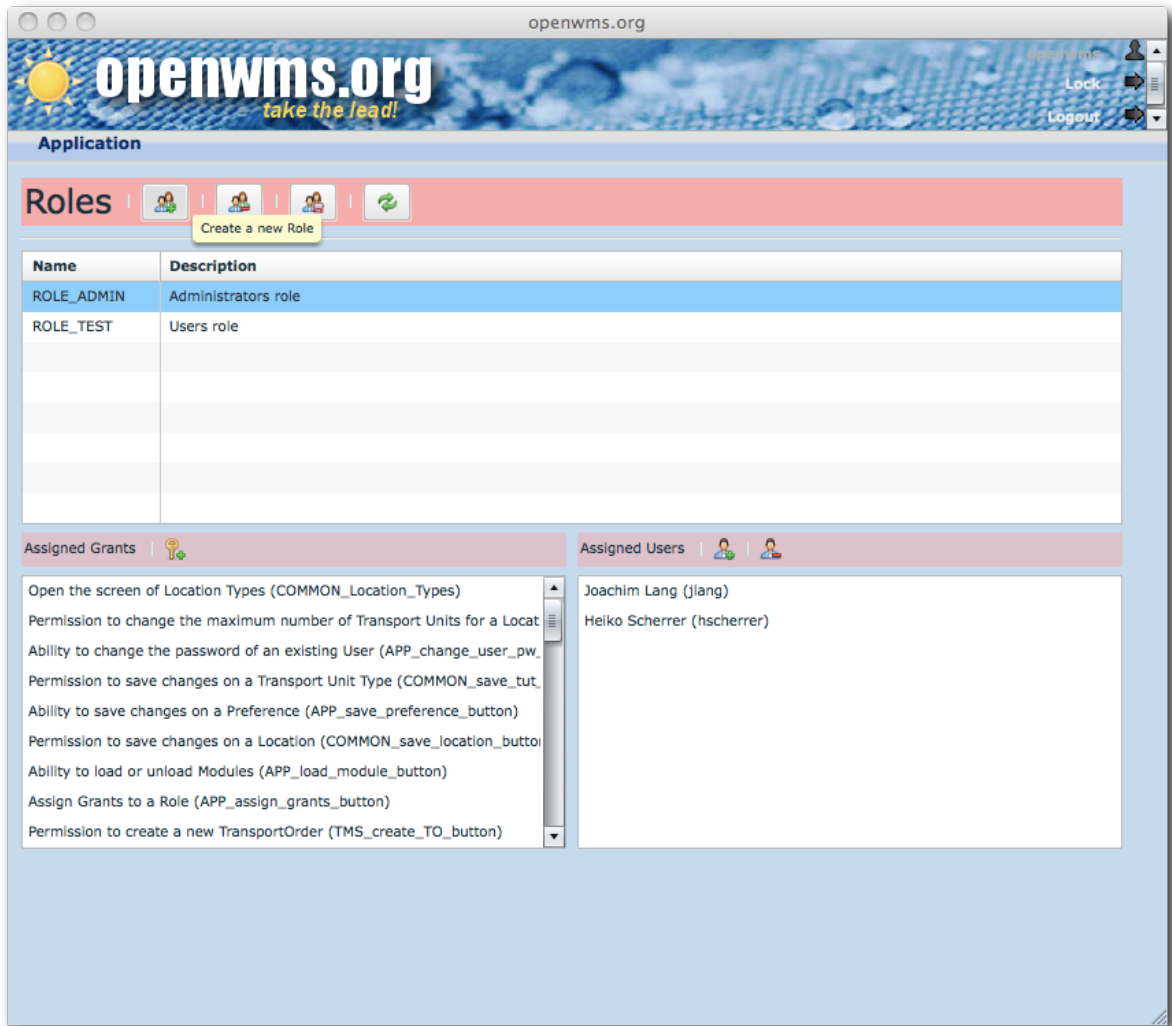 openwms.org
openwms.org
take the lead!
openwms
Lock
Logout
Application
Roles
Create a new Role
Name Description
ROLE_ADMIN Administrators role
ROLE_TEST Users role
Assigned Grants
Assigned Users
Open the screen of Location Types (COMMON_Location_Types)
Permission to change the maximum number of Transport Units for a Locat
Ability to change the password of an existing User (APP_change_user_pw_
Permission to save changes on a Transport Unit Type (COMMON_save_tut_
Ability to save changes on a Preference (APP_save_preference_button)
Permission to save changes on a Location (COMMON_save_location_button
Ability to load or unload Modules (APP_load_module_button)
Assign Grants to a Role (APP_assign_grants_button)
Permission to create a new TransportOrder (TMS_create_TO_button)
Joachim Lang (jlang)
Heiko Scherrer (hscherrer)